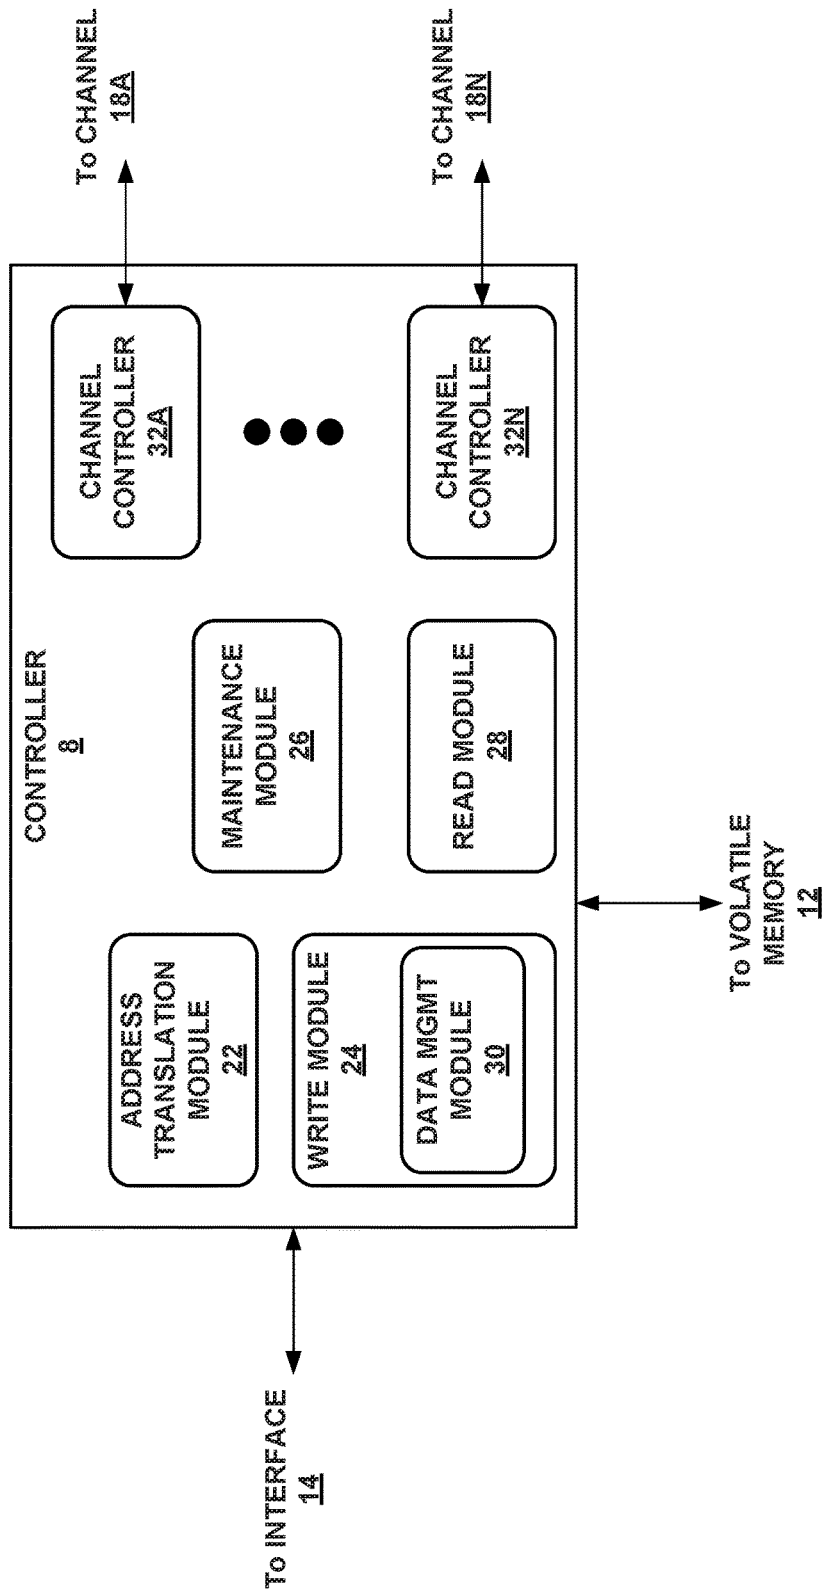 CONTROLLER
8
To INTERFACE
14
ADDRESS
TRANSLATION
MODULE
22
WRITE MODULE
24
DATA MGMT
MODULE
30
MAINTENANCE
MODULE
26
READ MODULE
28
CHANNEL
CONTROLLER
32A
CHANNEL
CONTROLLER
32N
To CHANNEL
18A
To CHANNEL
18N
To VOLATILE
MEMORY
12